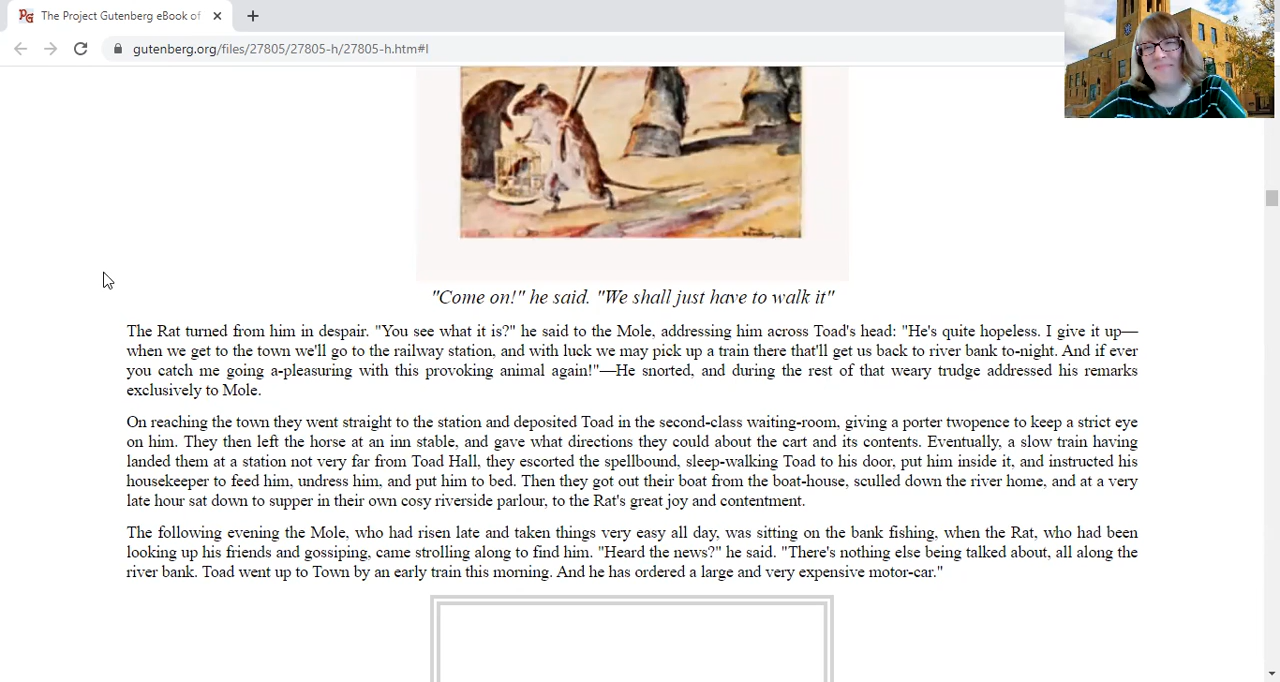 The Project Gutenberg eBook of
gutenberg.org/files/27805/27805-h/27805-h.htm#I
"Come on!" he said. "We shall just have to walk it"
The Rat turned from him in despair. "You see what it is?" he said to the Mole, addressing him across Toad's head: "He's quite hopeless. I give it up—
when we get to the town we'll go to the railway station, and with luck we may pick up a train there that'll get us back to river bank to-night. And if ever
you catch me going a-pleasuring with this provoking animal again!"—He snorted, and during the rest of that weary trudge addressed his remarks
exclusively to Mole.
On reaching the town they went straight to the station and deposited Toad in the second-class waiting-room, giving a porter twopence to keep a strict eye
on him. They then left the horse at an inn stable, and gave what directions they could about the cart and its contents. Eventually, a slow train having
landed them at a station not very far from Toad Hall, they escorted the spellbound, sleep-walking Toad to his door, put him inside it, and instructed his
housekeeper to feed him, undress him, and put him to bed. Then they got out their boat from the boat-house, sculled down the river home, and at a very
late hour sat down to supper in their own cosy riverside parlour, to the Rat's great joy and contentment.
The following evening the Mole, who had risen late and taken things very easy all day, was sitting on the bank fishing, when the Rat, who had been
looking up his friends and gossiping, came strolling along to find him. "Heard the news?" he said. "There's nothing else being talked about, all along the
river bank. Toad went up to Town by an early train this morning. And he has ordered a large and very expensive motor-car."